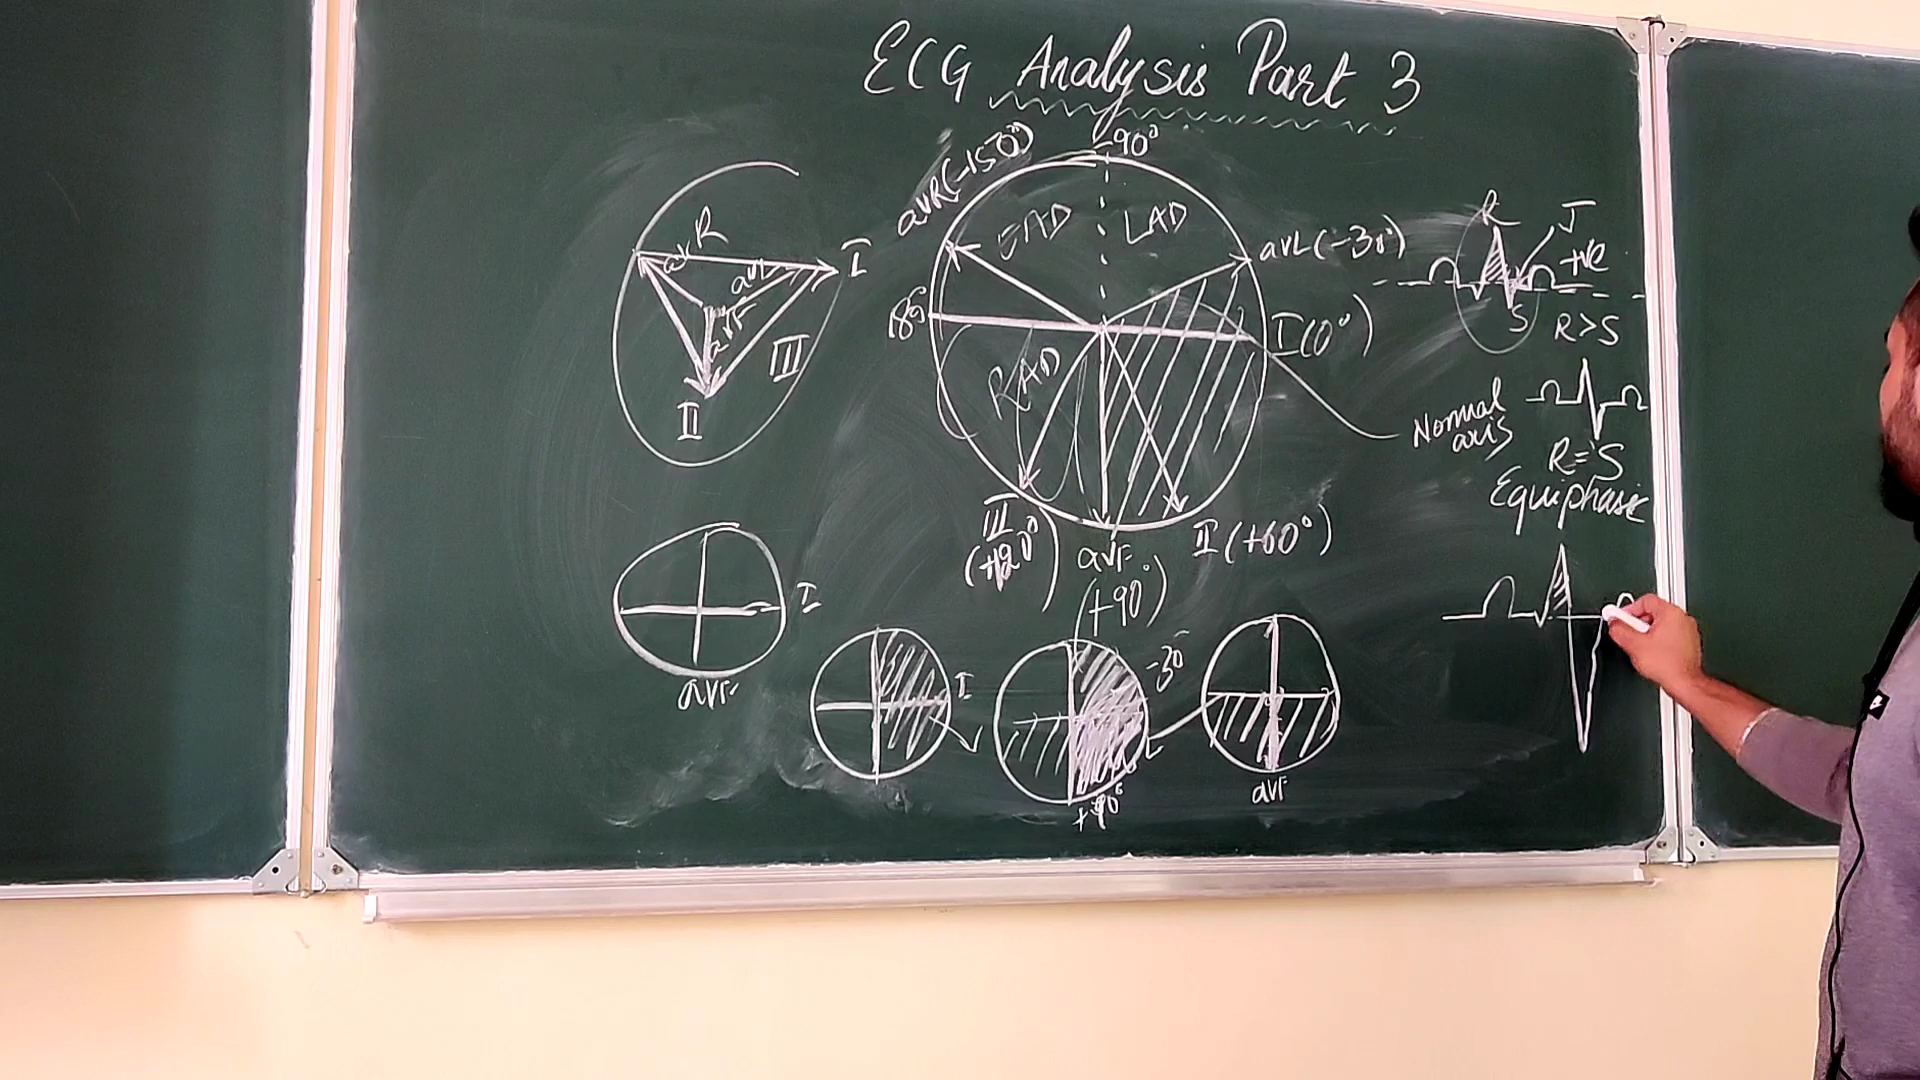 ECG Analysis Part 3
-90°
avR(-150°)
EAD
LAD
avL(-30°)
180°
I(0°)
RAD
III
(+120°)
avF
(+90°)
II(+60°)
Normal
axis
R
avR
avL
I
avF
III
II
R
J
+ve
S
R>S
R=S
Equiphasic
I
avF
I
-30°
+90°
avF